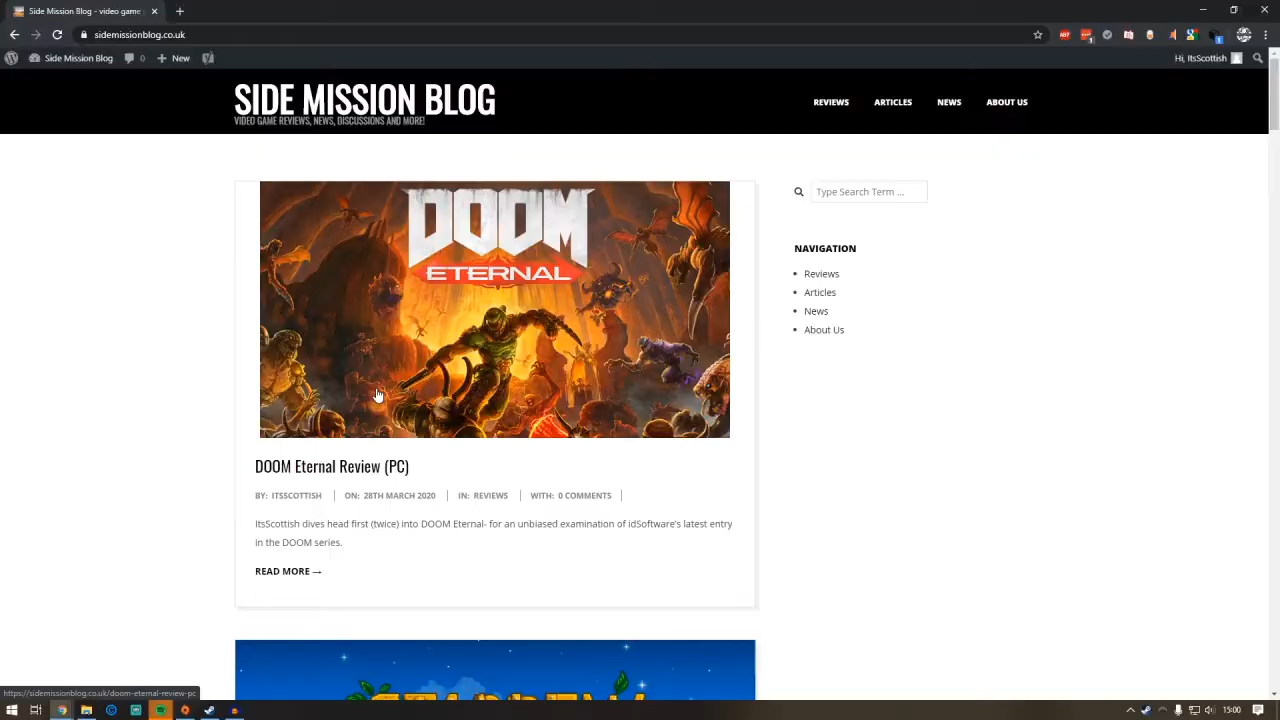 Side Mission Blog - Video game
sidemissionblog.co.uk
Side Mission Blog
0
New
Hi, ItsScottish
SIDE MISSION BLOG
VIDEO GAME REVIEWS, NEWS, DISCUSSIONS AND MORE!
REVIEWS
ARTICLES
NEWS
ABOUT US
Type Search Term ...
DOOM
ETERNAL
NAVIGATION
Reviews
Articles
News
About Us
DOOM Eternal Review (PC)
BY: ITSSCOTTISH
ON: 28TH MARCH 2020
IN: REVIEWS
WITH: 0 COMMENTS
ItsScottish dives head first (twice) into DOOM Eternal- for an unbiased examination of idSoftware's latest entry
in the DOOM series.
READ MORE →
https://sidemissionblog.co.uk/doom-eternal-review-pc
15:00